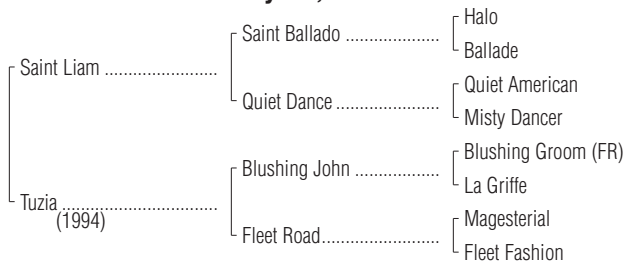 Halo
Saint Ballado ....................
Ballade
Saint Liam ........................
Quiet American
Quiet Dance ......................
Misty Dancer
Blushing Groom (FR)
Blushing John ..................
La Griffe
Tuzia .................................
(1994)
Magesterial
Fleet Road.........................
Fleet Fashion